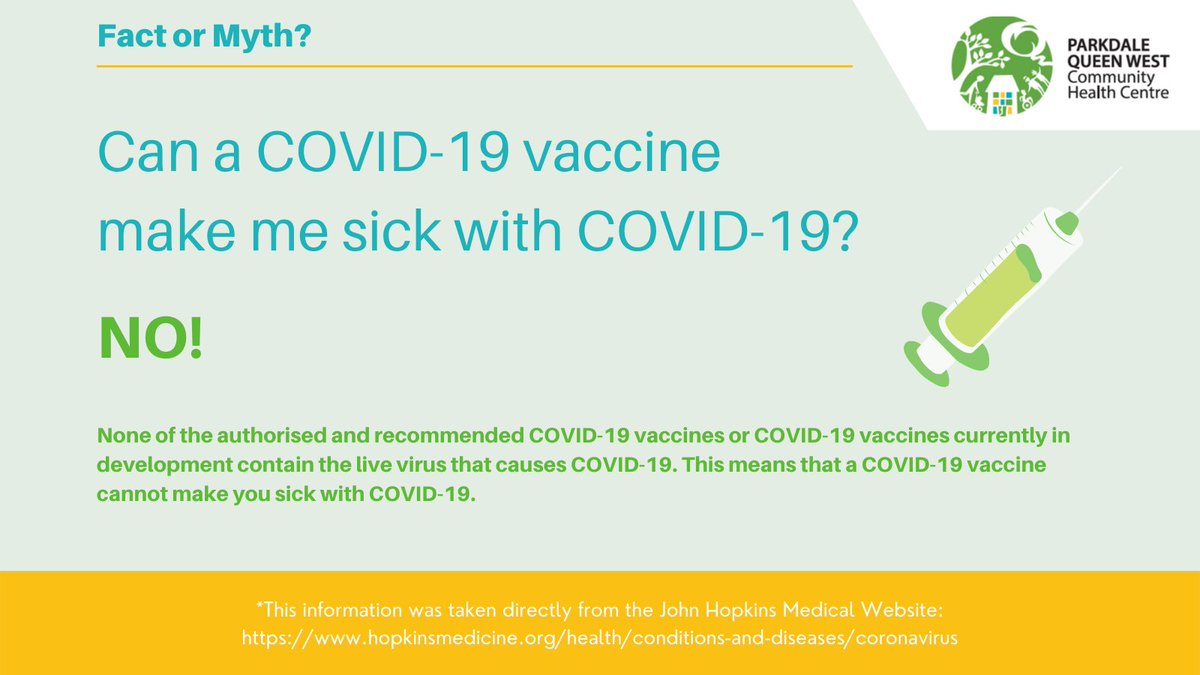 Fact or Myth?
PARKDALE
QUEEN WEST
Community
Health Centre
Can a COVID-19 vaccine
make me sick with COVID-19?
NO!
None of the authorised and recommended COVID-19 vaccines or COVID-19 vaccines currently in
development contain the live virus that causes COVID-19. This means that a COVID-19 vaccine
cannot make you sick with COVID-19.
*This information was taken directly from the John Hopkins Medical Website:
https://www.hopkinsmedicine.org/health/conditions-and-diseases/coronavirus